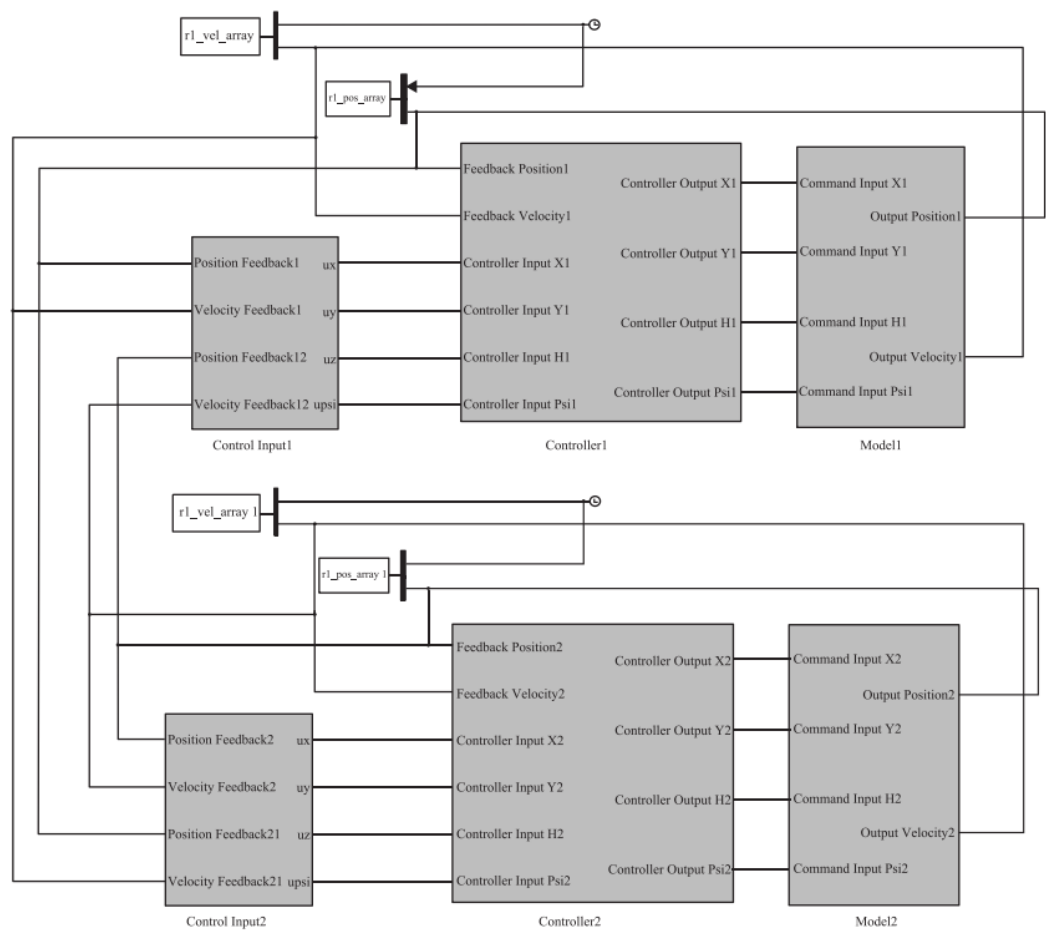 r1_vel_array
r1_pos_array
Feedback Position1
Feedback Velocity1
Controller Input X1
Controller Input Y1
Controller Input H1
Controller Input Psi1
Controller Output X1
Controller Output Y1
Controller Output H1
Controller Output Psi1
Controller1
Command Input X1
Command Input Y1
Command Input H1
Command Input Psi1
Output Position1
Output Velocity1
Model1
Position Feedback1
Velocity Feedback1
Position Feedback12
Velocity Feedback12
ux
uy
uz
upsi
Control Input1
r1_vel_array 1
r1_pos_array 1
Feedback Position2
Feedback Velocity2
Controller Input X2
Controller Input Y2
Controller Input H2
Controller Input Psi2
Controller Output X2
Controller Output Y2
Controller Output H2
Controller Output Psi2
Controller2
Command Input X2
Command Input Y2
Command Input H2
Command Input Psi2
Output Position2
Output Velocity2
Model2
Position Feedback2
Velocity Feedback2
Position Feedback21
Velocity Feedback21
ux
uy
uz
upsi
Control Input2